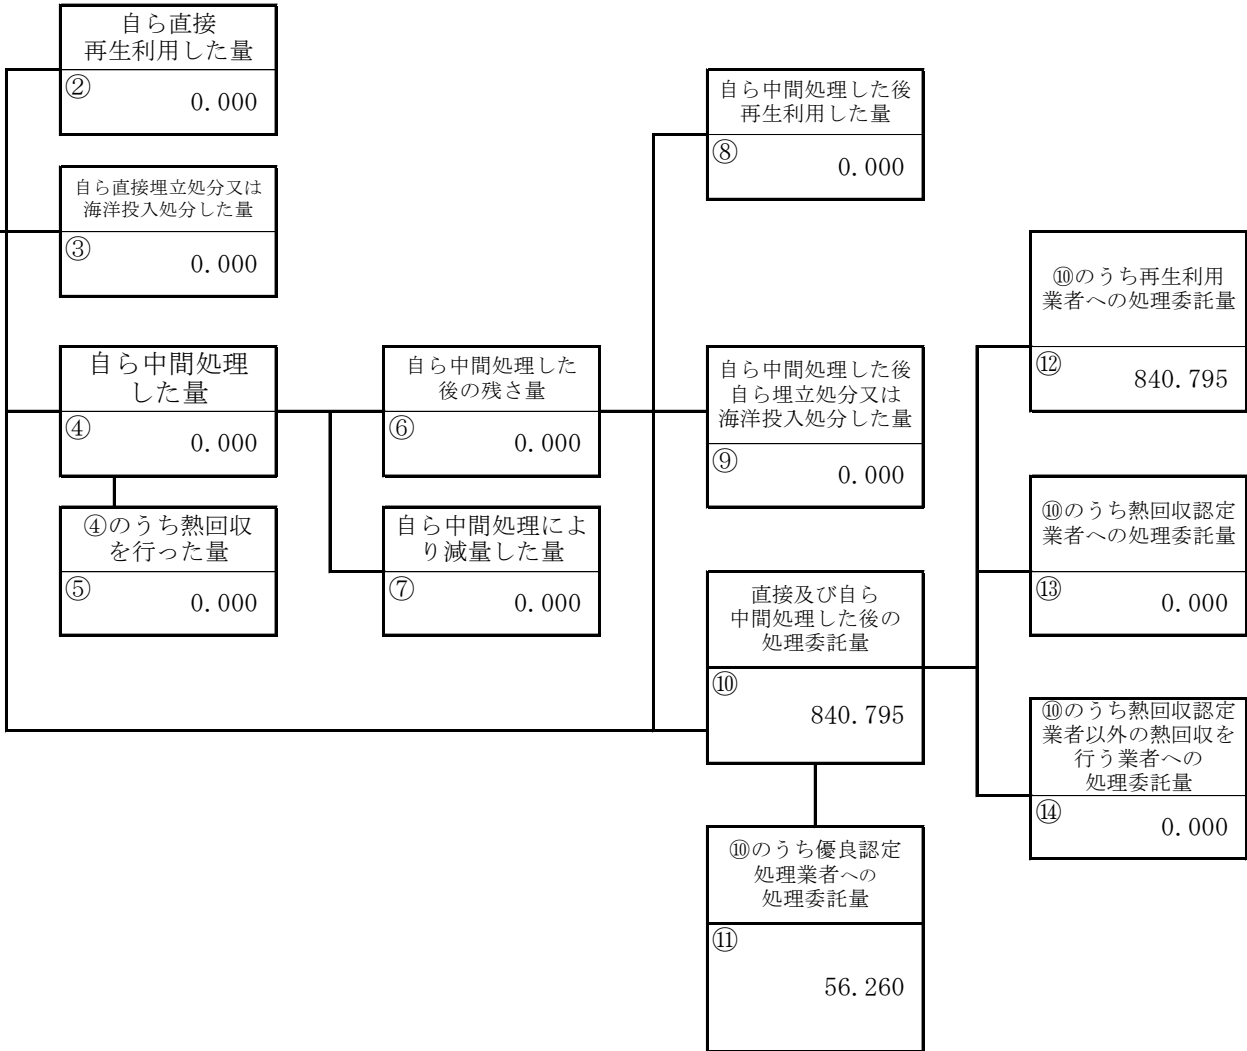 自ら直接
再生利用した量
②
0.000
自ら直接埋立処分又は
海洋投入処分した量
③
0.000
自ら中間処理
した量
④
0.000
④のうち熱回収
を行った量
⑤
0.000
自ら中間処理した
後の残さ量
⑥
0.000
自ら中間処理によ
り減量した量
⑦
0.000
自ら中間処理した後
再生利用した量
⑧
0.000
自ら中間処理した後
自ら埋立処分又は
海洋投入処分した量
⑨
0.000
直接及び自ら
中間処理した後の
処理委託量
⑩
840.795
⑩のうち優良認定
処理業者への
処理委託量
⑪
56.260
⑩のうち再生利用
業者への処理委託量
⑫
840.795
⑩のうち熱回収認定
業者への処理委託量
⑬
0.000
⑩のうち熱回収認定
業者以外の熱回収を
行う業者への
処理委託量
⑭
0.000